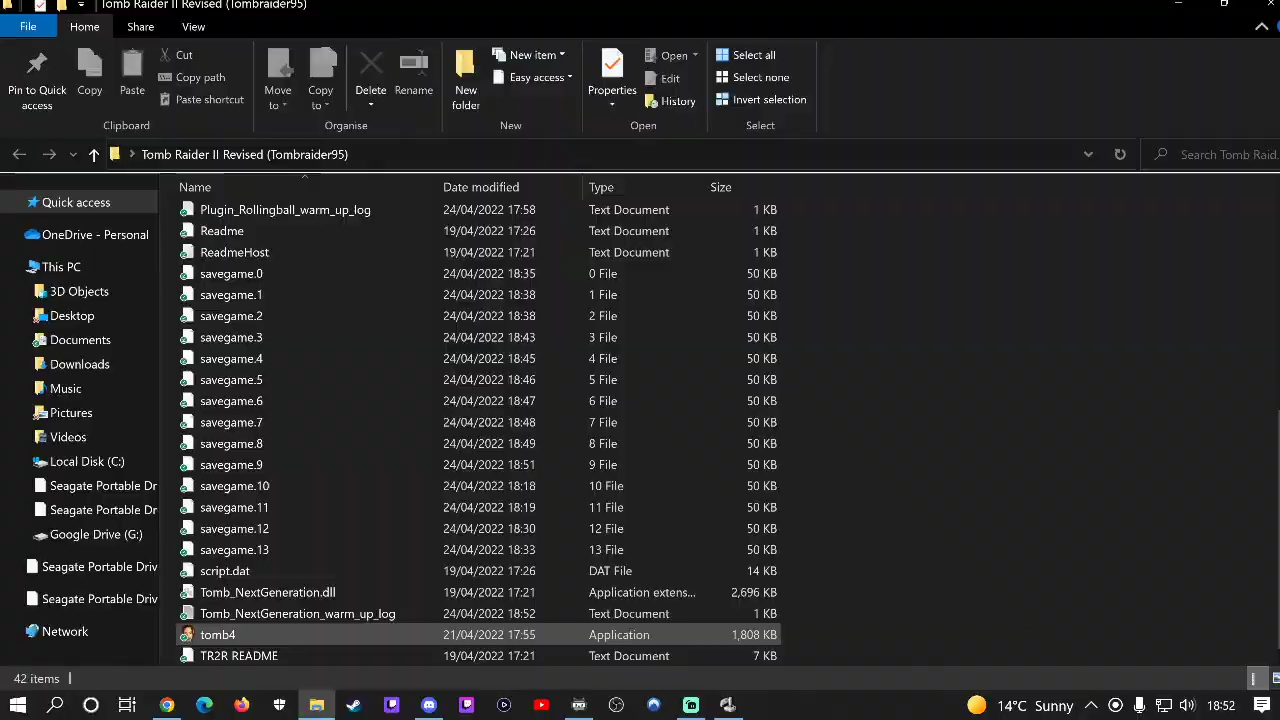 Tomb Raider II Revised (Tombraider95)
File Home Share View
Pin to Quick access
Copy
Paste
Cut
Copy path
Paste shortcut
Clipboard
Move to
Copy to
Delete
Rename
Organise
New folder
New item
Easy access
New
Properties
Open
Edit
History
Open
Select all
Select none
Invert selection
Select
Tomb Raider II Revised (Tombraider95)
Search Tomb Raid...
Quick access
OneDrive - Personal
This PC
3D Objects
Desktop
Documents
Downloads
Music
Pictures
Videos
Local Disk (C:)
Seagate Portable Dr
Seagate Portable Dr
Google Drive (G:)
Seagate Portable Driv
Seagate Portable Driv
Network
Name Date modified Type Size
Plugin_Rollingball_warm_up_log 24/04/2022 17:58 Text Document 1 KB
Readme 19/04/2022 17:26 Text Document 1 KB
ReadmeHost 19/04/2022 17:21 Text Document 1 KB
savegame.0 24/04/2022 18:35 0 File 50 KB
savegame.1 24/04/2022 18:38 1 File 50 KB
savegame.2 24/04/2022 18:38 2 File 50 KB
savegame.3 24/04/2022 18:43 3 File 50 KB
savegame.4 24/04/2022 18:45 4 File 50 KB
savegame.5 24/04/2022 18:46 5 File 50 KB
savegame.6 24/04/2022 18:47 6 File 50 KB
savegame.7 24/04/2022 18:48 7 File 50 KB
savegame.8 24/04/2022 18:49 8 File 50 KB
savegame.9 24/04/2022 18:51 9 File 50 KB
savegame.10 24/04/2022 18:18 10 File 50 KB
savegame.11 24/04/2022 18:19 11 File 50 KB
savegame.12 24/04/2022 18:30 12 File 50 KB
savegame.13 24/04/2022 18:33 13 File 50 KB
script.dat 19/04/2022 17:26 DAT File 14 KB
Tomb_NextGeneration.dll 19/04/2022 17:21 Application extens... 2,696 KB
Tomb_NextGeneration_warm_up_log 24/04/2022 18:52 Text Document 1 KB
tomb4 21/04/2022 17:55 Application 1,808 KB
TR2R README 19/04/2022 17:21 Text Document 7 KB
42 items
14°C Sunny
18:52